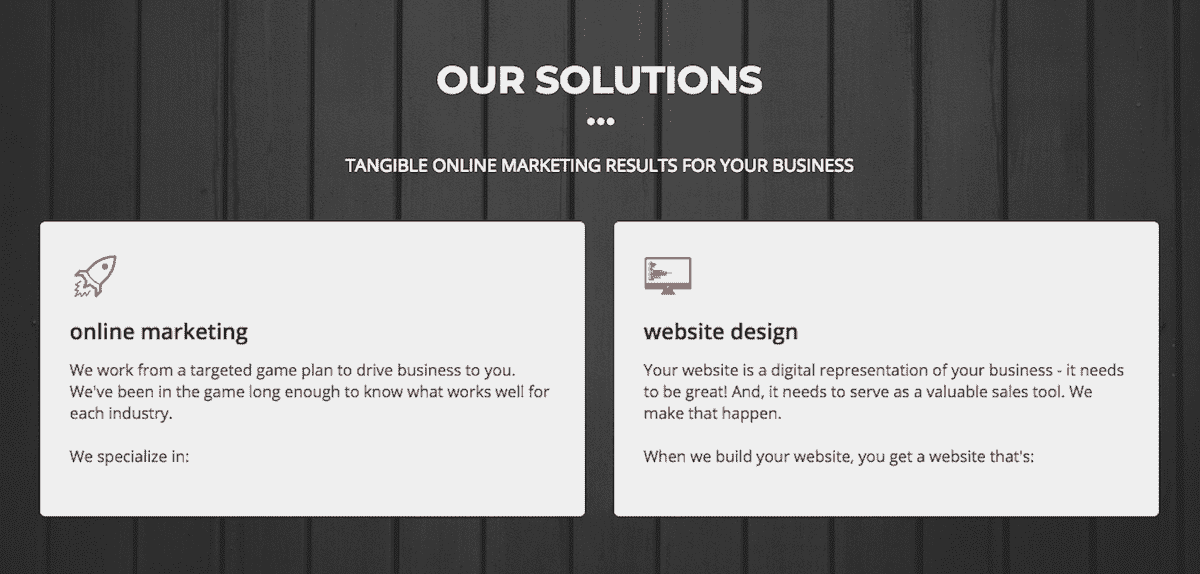 OUR SOLUTIONS
TANGIBLE ONLINE MARKETING RESULTS FOR YOUR BUSINESS
online marketing
We work from a targeted game plan to drive business to you.
We've been in the game long enough to know what works well for
each industry.
We specialize in:
website design
Your website is a digital representation of your business - it needs
to be great! And, it needs to serve as a valuable sales tool. We
make that happen.
When we build your website, you get a website that's: